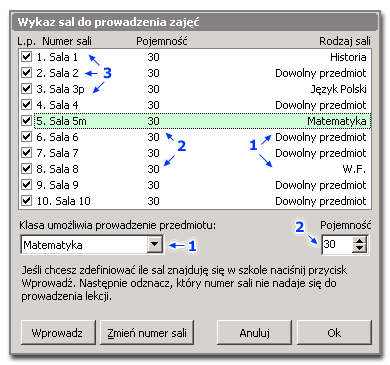 Wykaz sal do prowadzenia zajęć
L.p. Numer sali Pojemność Rodzaj sali
1. Sala 1 30 Historia
2. Sala 2 30 Dowolny przedmiot
3
1
3. Sala 3p 30 Język Polski
4. Sala 4 30 Dowolny przedmiot
5. Sala 5m 30 Matematyka
6. Sala 6 30 Dowolny przedmiot
2
1
7. Sala 7 30 Dowolny przedmiot
8. Sala 8 30 W.F.
9. Sala 9 30 Dowolny przedmiot
10. Sala 10 30 Dowolny przedmiot
Klasa umożliwia prowadzenie przedmiotu: Pojemność
Matematyka 1 2 30
Jeśli chcesz zdefiniować ile sal znajduję się w szkole naciśnij przycisk
Wprowadź. Następnie odznacz, który numer sali nie nadaje się do
prowadzenia lekcji.
Wprowadz Zmień numer sali Anuluj Ok